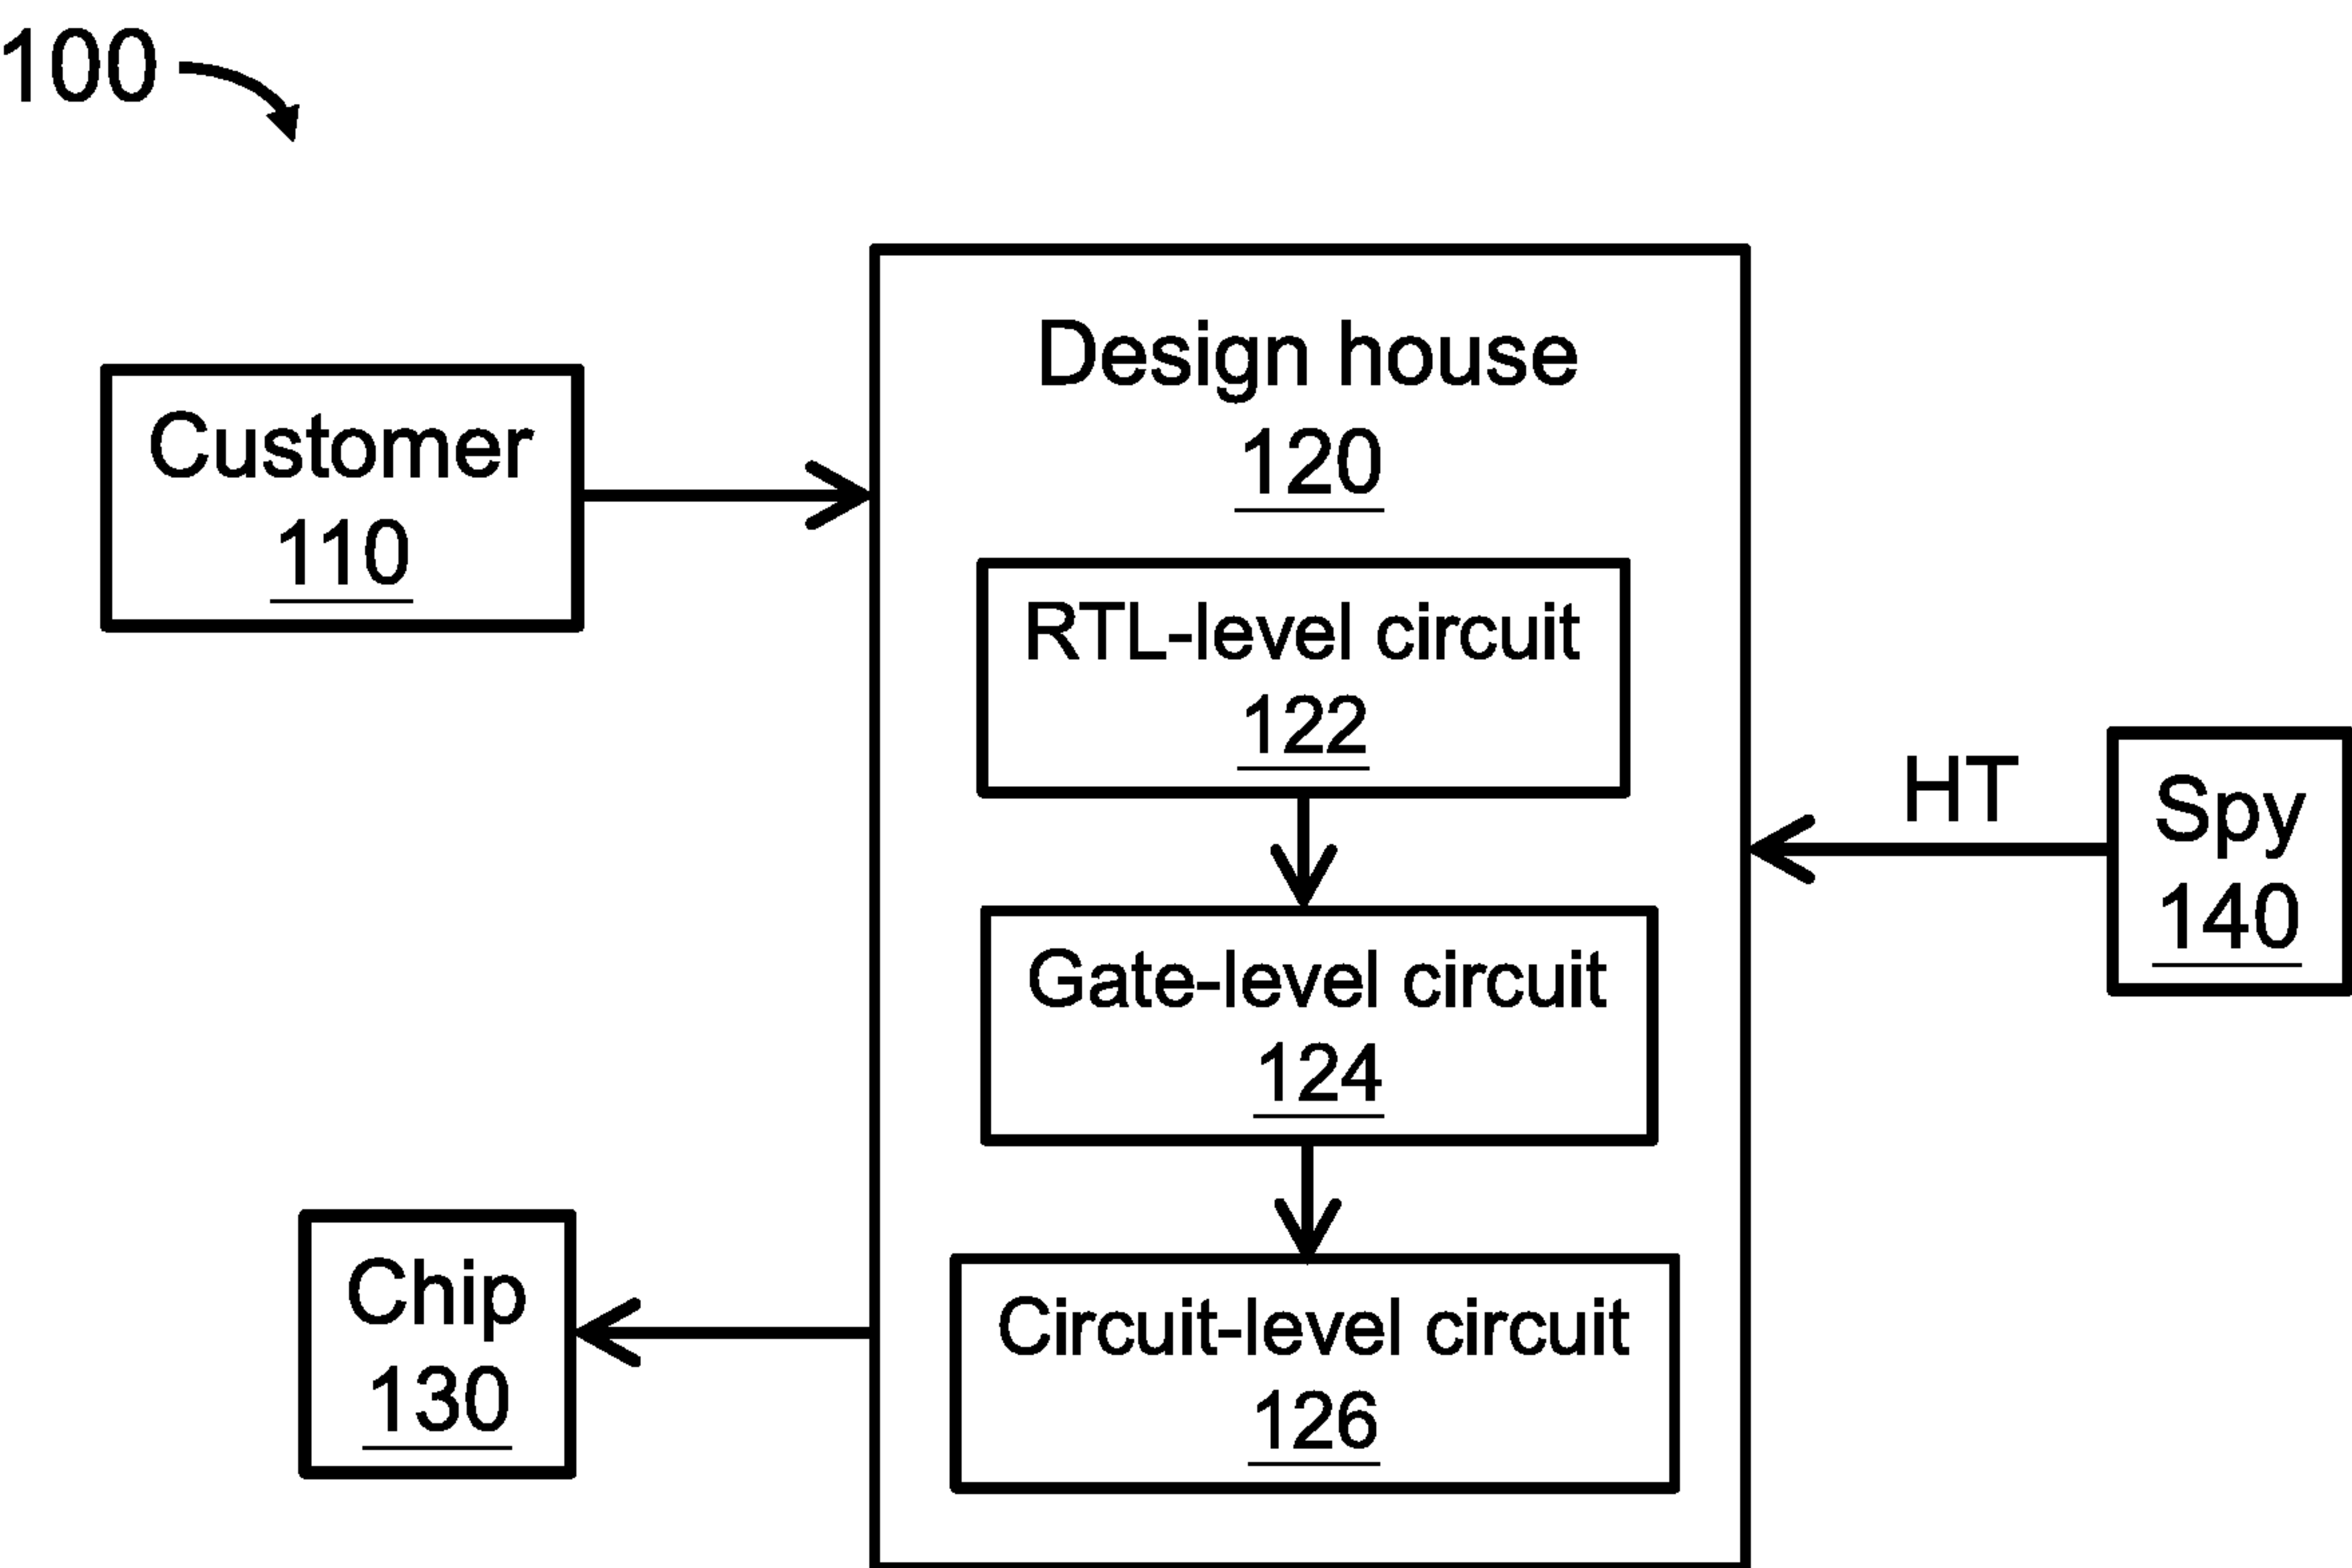 100
Customer
110
Design house
120
RTL-level circuit
122
Gate-level circuit
124
Circuit-level circuit
126
HT
Spy
140
Chip
130